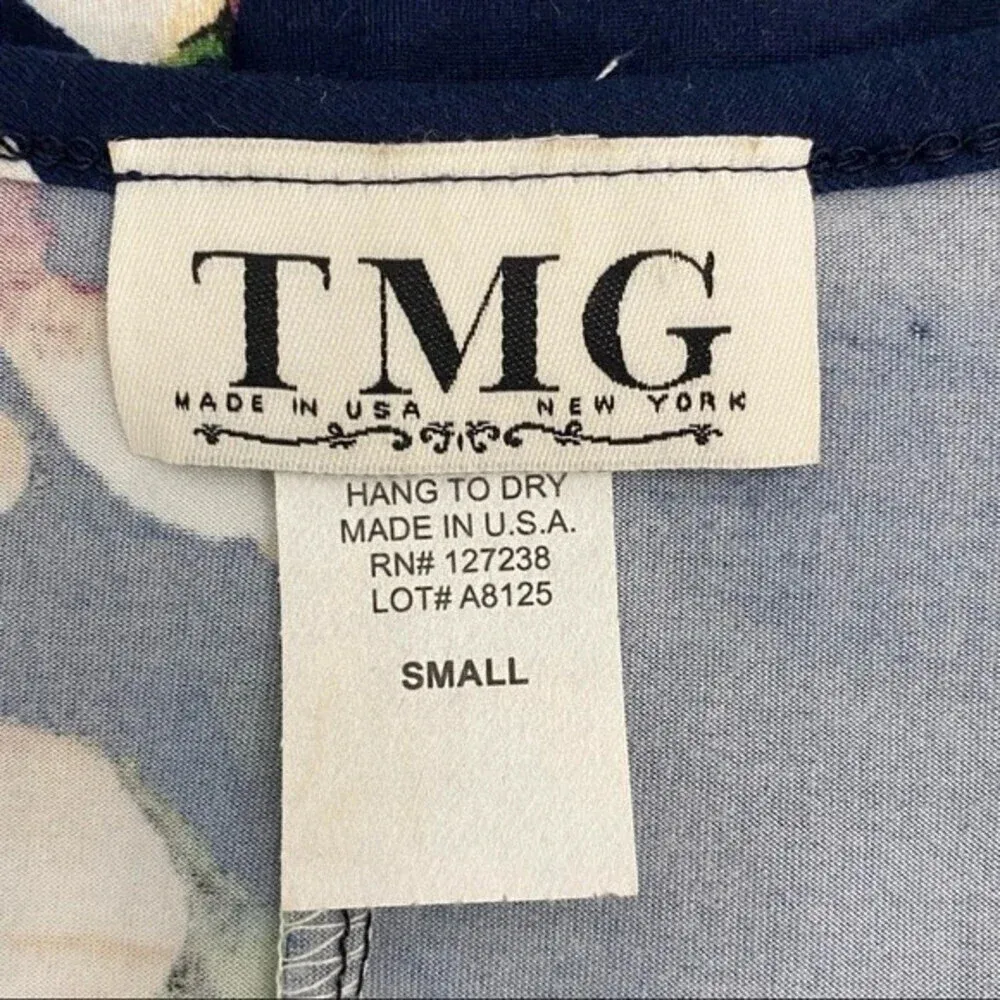 TMG
MADE IN USA NEW YORK
HANG TO DRY
MADE IN U.S.A.
RN# 127238
LOT# A8125
SMALL